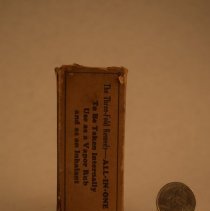 The Three-Fold Remedy—ALL-IN-ONE
To Be Taken Internally
Use as a Vapor Rub
and as an Inhalant